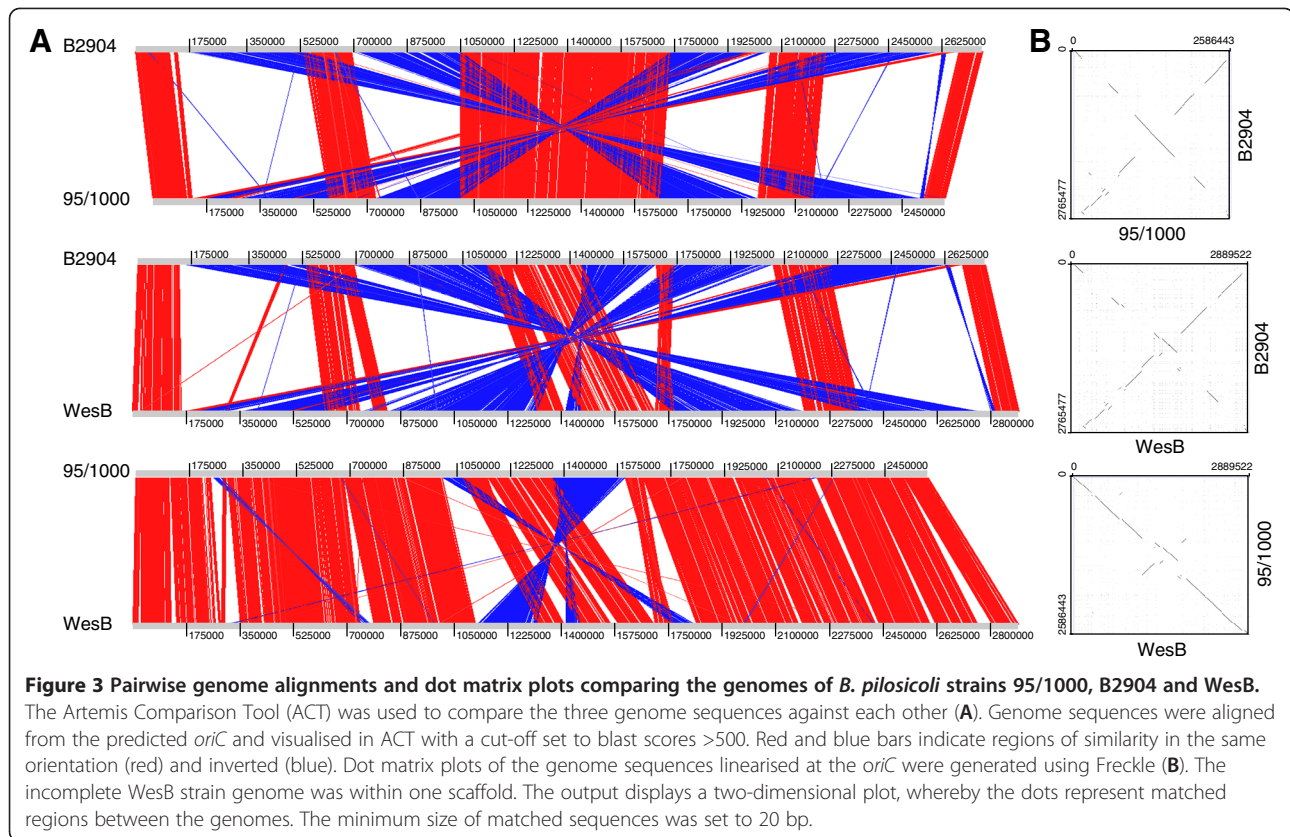 A
B2904
175000 350000 525000 700000 875000 1050000 1225000 1400000 1575000 1750000 1925000 2100000 2275000 2450000 2625000
95/1000
175000 350000 525000 700000 875000 1050000 1225000 1400000 1575000 1750000 1925000 2100000 2275000 2450000
B2904
175000 350000 525000 700000 875000 1050000 1225000 1400000 1575000 1750000 1925000 2100000 2275000 2450000 2625000
WesB
175000 350000 525000 700000 875000 1050000 1225000 1400000 1575000 1750000 1925000 2100000 2275000 2450000 2625000 2800000
95/1000
175000 350000 525000 700000 875000 1050000 1225000 1400000 1575000 1750000 1925000 2100000 2275000 2450000
WesB
175000 350000 525000 700000 875000 1050000 1225000 1400000 1575000 1750000 1925000 2100000 2275000 2450000 2625000 2800000
B
0 2586443
0
2765477
B2904
95/1000
0 2889522
0
2765477
B2904
WesB
0 2889522
0
2586443
95/1000
WesB
Figure 3 Pairwise genome alignments and dot matrix plots comparing the genomes of B. pilosicoli strains 95/1000, B2904 and WesB.
The Artemis Comparison Tool (ACT) was used to compare the three genome sequences against each other (A). Genome sequences were aligned
from the predicted oriC and visualised in ACT with a cut-off set to blast scores >500. Red and blue bars indicate regions of similarity in the same
orientation (red) and inverted (blue). Dot matrix plots of the genome sequences linearised at the oriC were generated using Freckle (B). The
incomplete WesB strain genome was within one scaffold. The output displays a two-dimensional plot, whereby the dots represent matched
regions between the genomes. The minimum size of matched sequences was set to 20 bp.